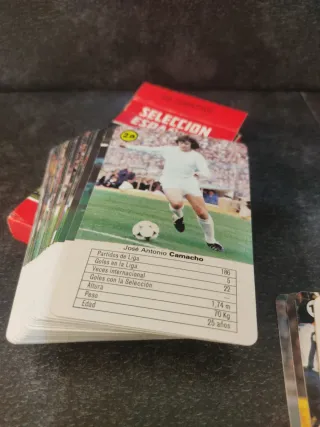 SELECCION
ESPAÑ
2
José Antonio Camacho
Partidos de Liga 186
Goles en la Liga 5
Veces internacional 22
Goles con la Selección —
Altura 1,74 m
Peso 70 Kg
Edad 25 años